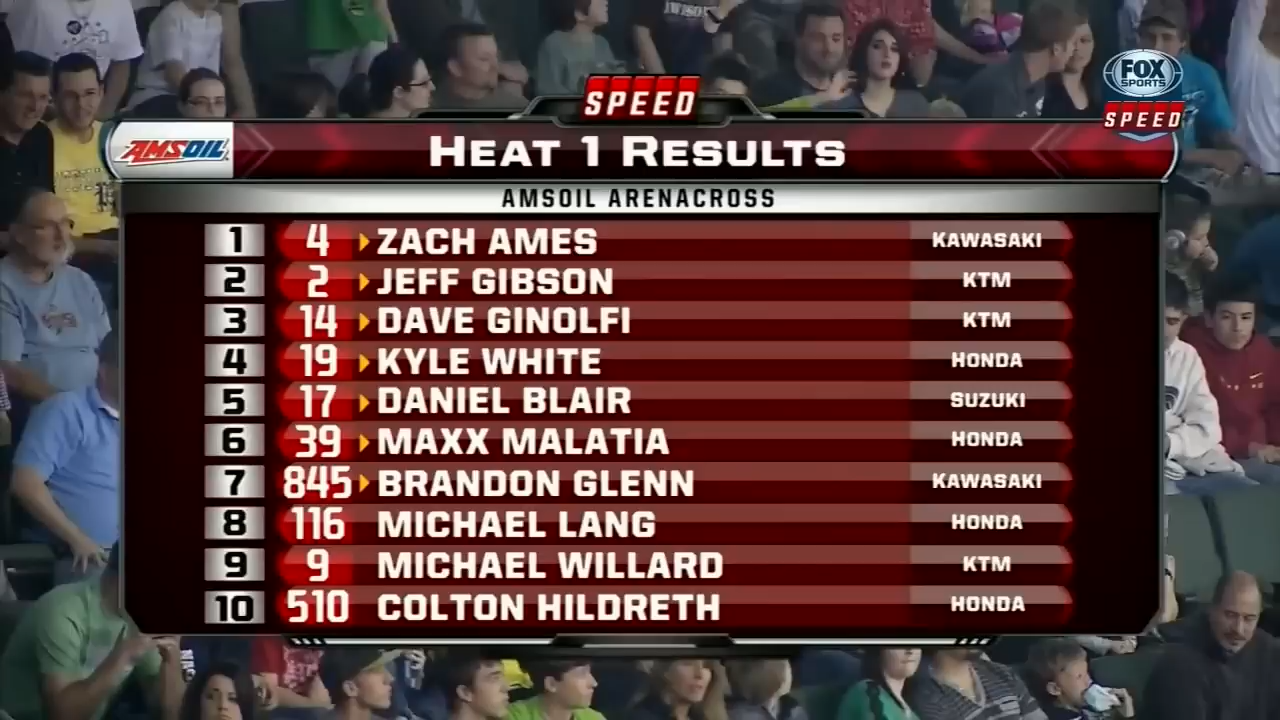 SPEED
FOX
SPORTS
SPEED
AMSOIL
HEAT 1 RESULTS
AMSOIL ARENACROSS
1 4 ZACH AMES KAWASAKI
2 2 JEFF GIBSON KTM
3 14 DAVE GINOLFI KTM
4 19 KYLE WHITE HONDA
5 17 DANIEL BLAIR SUZUKI
6 39 MAXX MALATIA HONDA
7 845 BRANDON GLENN KAWASAKI
8 116 MICHAEL LANG HONDA
9 9 MICHAEL WILLARD KTM
10 510 COLTON HILDRETH HONDA